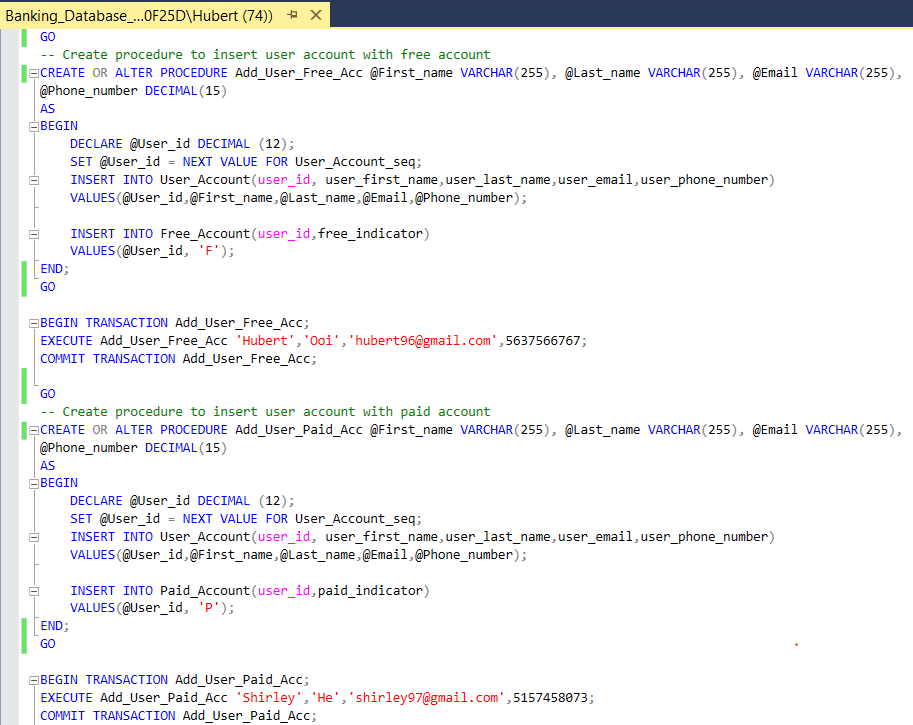 Banking_Database_...0F25D\Hubert (74))
GO
-- Create procedure to insert user account with free account
CREATE OR ALTER PROCEDURE Add_User_Free_Acc @First_name VARCHAR(255), @Last_name VARCHAR(255), @Email VARCHAR(255),
@Phone_number DECIMAL(15)
AS
BEGIN
DECLARE @User_id DECIMAL (12);
SET @User_id = NEXT VALUE FOR User_Account_seq;
INSERT INTO User_Account(user_id, user_first_name,user_last_name,user_email,user_phone_number)
VALUES(@User_id,@First_name,@Last_name,@Email,@Phone_number);
INSERT INTO Free_Account(user_id,free_indicator)
VALUES(@User_id, 'F');
END;
GO
BEGIN TRANSACTION Add_User_Free_Acc;
EXECUTE Add_User_Free_Acc 'Hubert','Ooi','hubert96@gmail.com',5637566767;
COMMIT TRANSACTION Add_User_Free_Acc;
GO
-- Create procedure to insert user account with paid account
CREATE OR ALTER PROCEDURE Add_User_Paid_Acc @First_name VARCHAR(255), @Last_name VARCHAR(255), @Email VARCHAR(255),
@Phone_number DECIMAL(15)
AS
BEGIN
DECLARE @User_id DECIMAL (12);
SET @User_id = NEXT VALUE FOR User_Account_seq;
INSERT INTO User_Account(user_id, user_first_name,user_last_name,user_email,user_phone_number)
VALUES(@User_id,@First_name,@Last_name,@Email,@Phone_number);
INSERT INTO Paid_Account(user_id,paid_indicator)
VALUES(@User_id, 'P');
END;
GO
BEGIN TRANSACTION Add_User_Paid_Acc;
EXECUTE Add_User_Paid_Acc 'Shirley','He','shirley97@gmail.com',5157458073;
COMMIT TRANSACTION Add_User_Paid_Acc;